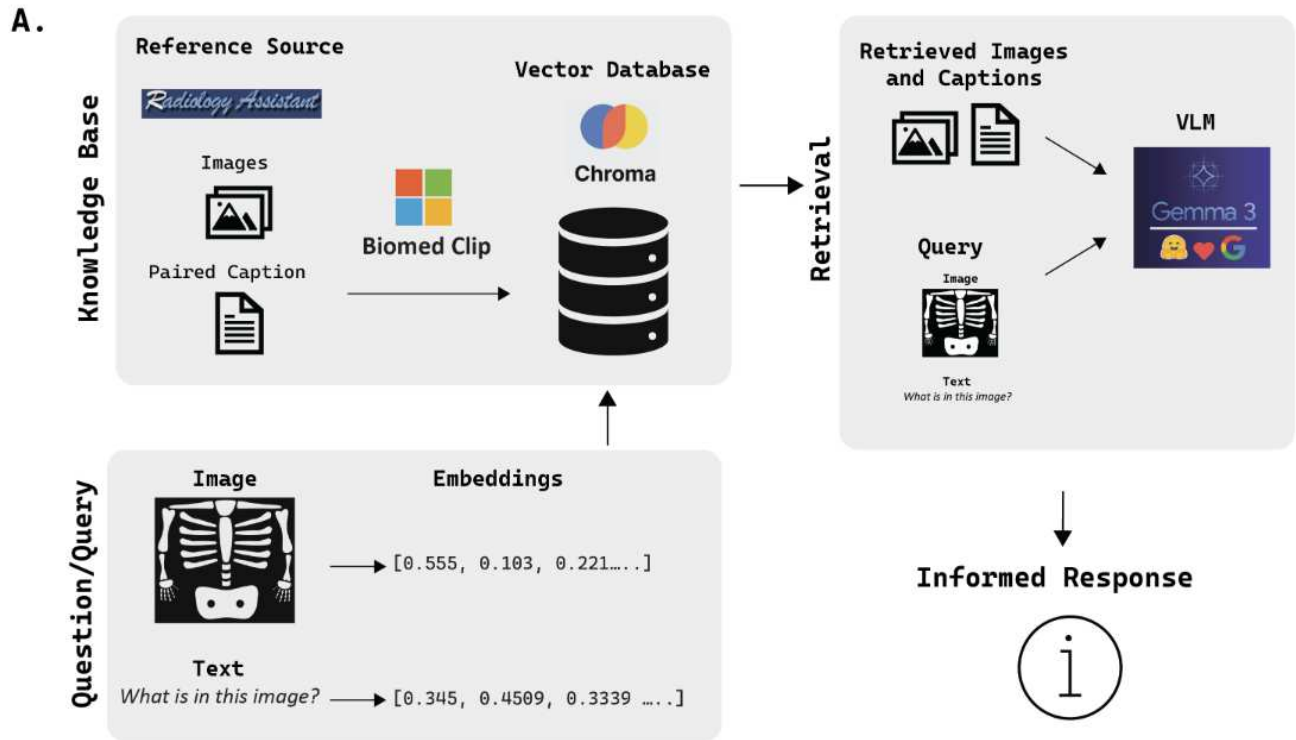 A.
Knowledge Base
Reference Source
Radiology Assistant
Images
Paired Caption
Biomed Clip
Vector Database
Chroma
Question/Query
Image
Embeddings
[0.555, 0.103, 0.221…..]
Text
What is in this image?
[0.345, 0.4509, 0.3339 …..]
Retrieval
Retrieved Images
and Captions
VLM
Gemma 3
Query
Image
Text
What is in this image?
Informed Response
i